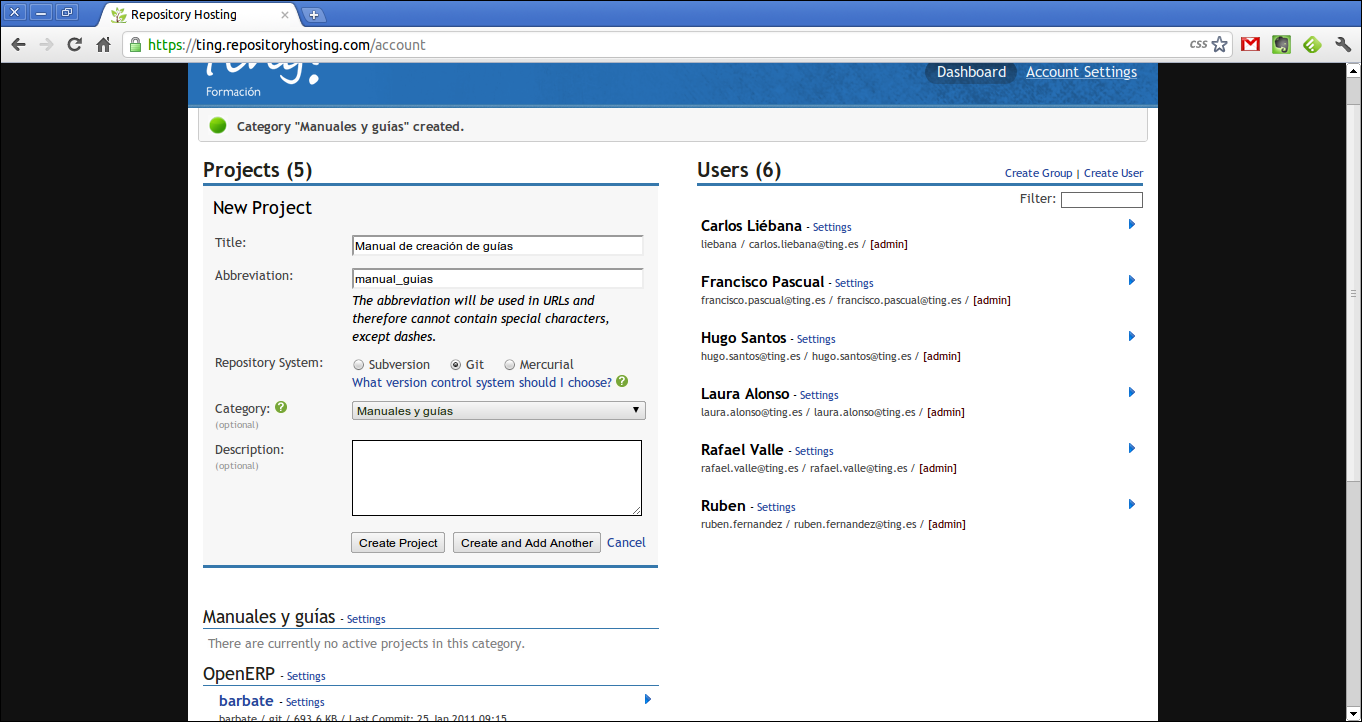 Repository Hosting
https://ting.repositoryhosting.com/account
css
Formación
Dashboard
Account Settings
Category "Manuales y guías" created.
Projects (5)
New Project
Title:
Manual de creación de guías
Abbreviation:
manual_guias
The abbreviation will be used in URLs and
therefore cannot contain special characters,
except dashes.
Repository System:
Subversion
Git
Mercurial
What version control system should I choose?
Category:
(optional)
Manuales y guías
Description:
(optional)
Create Project
Create and Add Another
Cancel
Manuales y guías - Settings
There are currently no active projects in this category.
OpenERP - Settings
barbate - Settings
barbate / git / 693.6 KB / Last Commit: 25 Jan 2011 09:15
Users (6)
Create Group | Create User
Filter:
Carlos Liébana - Settings
liebana / carlos.liebana@ting.es / [admin]
Francisco Pascual - Settings
francisco.pascual@ting.es / francisco.pascual@ting.es / [admin]
Hugo Santos - Settings
hugo.santos@ting.es / hugo.santos@ting.es / [admin]
Laura Alonso - Settings
laura.alonso@ting.es / laura.alonso@ting.es / [admin]
Rafael Valle - Settings
rafael.valle@ting.es / rafael.valle@ting.es / [admin]
Ruben - Settings
ruben.fernandez / ruben.fernandez@ting.es / [admin]